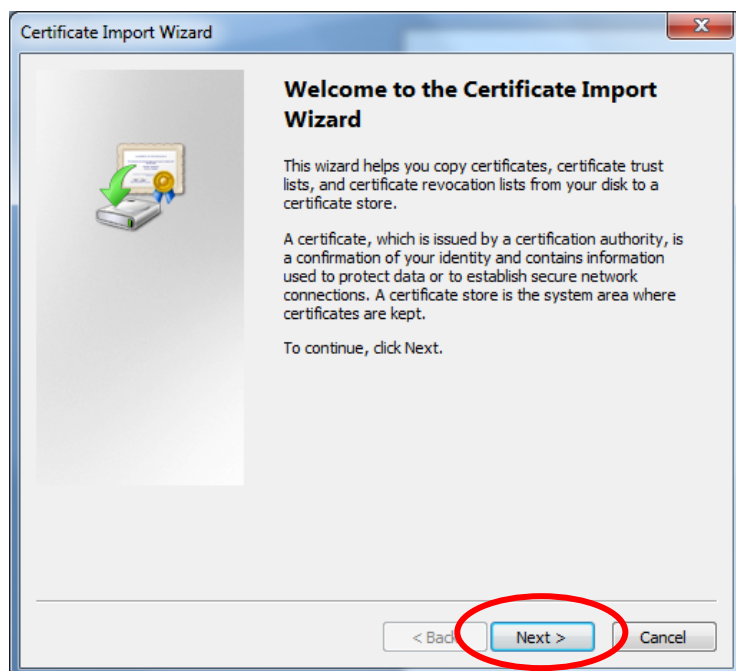 Certificate Import Wizard
x
Welcome to the Certificate Import
Wizard
This wizard helps you copy certificates, certificate trust
lists, and certificate revocation lists from your disk to a
certificate store.
A certificate, which is issued by a certification authority, is
a confirmation of your identity and contains information
used to protect data or to establish secure network
connections. A certificate store is the system area where
certificates are kept.
To continue, click Next.
< Back Next > Cancel